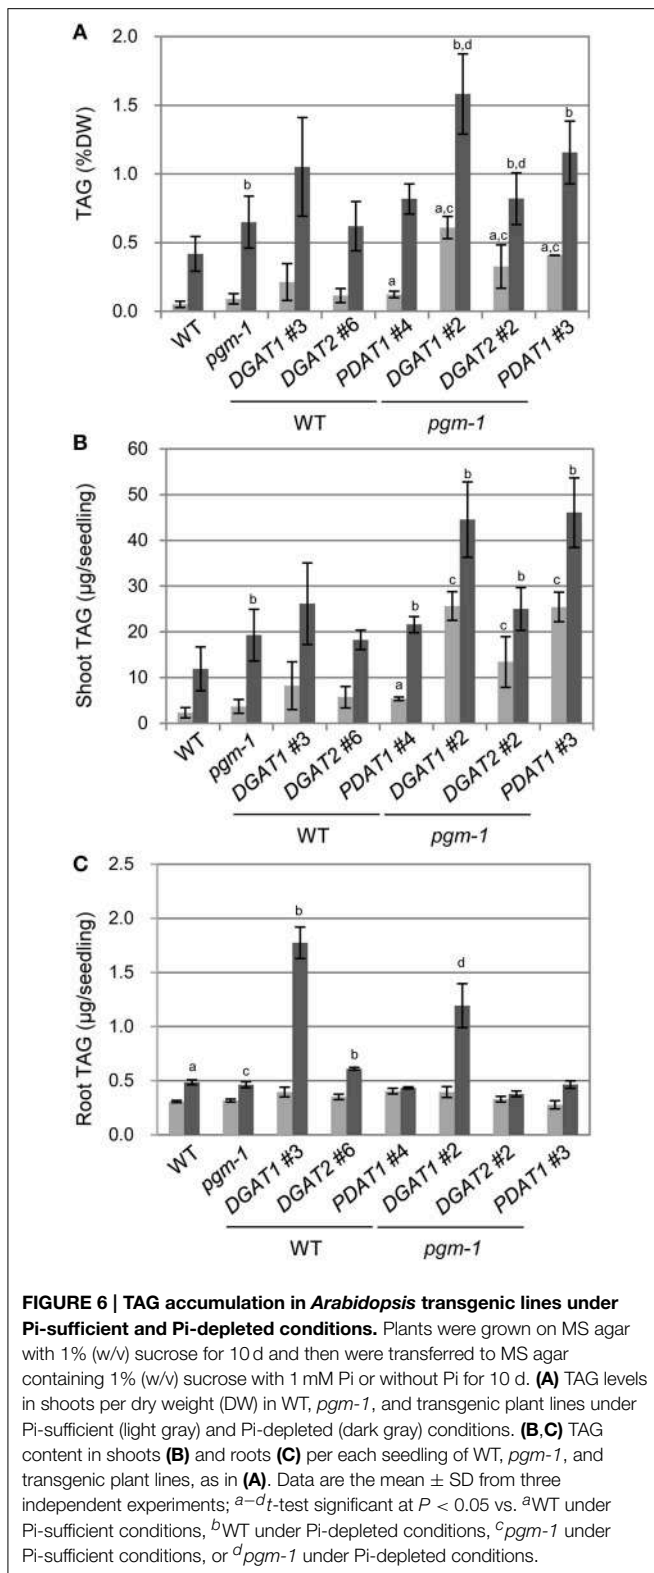 A
TAG (%DW)
2.0
1.5
1.0
0.5
0.0
b
a
a,c
b,d
a,c
b,d
a,c
b
WT
pgm-1
DGAT1 #3
DGAT2 #6
PDAT1 #4
DGAT1 #2
DGAT2 #2
PDAT1 #3
WT
pgm-1
B
Shoot TAG (μg/seedling)
60
50
40
30
20
10
0
b
a
b
c
b
c
b
c
b
WT
pgm-1
DGAT1 #3
DGAT2 #6
PDAT1 #4
DGAT1 #2
DGAT2 #2
PDAT1 #3
WT
pgm-1
C
Root TAG (μg/seedling)
2.5
2.0
1.5
1.0
0.5
0.0
a
c
b
b
d
WT
pgm-1
DGAT1 #3
DGAT2 #6
PDAT1 #4
DGAT1 #2
DGAT2 #2
PDAT1 #3
WT
pgm-1
FIGURE 6 | TAG accumulation in Arabidopsis transgenic lines under
Pi-sufficient and Pi-depleted conditions. Plants were grown on MS agar
with 1% (w/v) sucrose for 10 d and then were transferred to MS agar
containing 1% (w/v) sucrose with 1 mM Pi or without Pi for 10 d. (A) TAG levels
in shoots per dry weight (DW) in WT, pgm-1, and transgenic plant lines under
Pi-sufficient (light gray) and Pi-depleted (dark gray) conditions. (B,C) TAG
content in shoots (B) and roots (C) per each seedling of WT, pgm-1, and
transgenic plant lines, as in (A). Data are the mean ± SD from three
independent experiments; a–d t-test significant at P < 0.05 vs. aWT under
Pi-sufficient conditions, bWT under Pi-depleted conditions, cpgm-1 under
Pi-sufficient conditions, or dpgm-1 under Pi-depleted conditions.